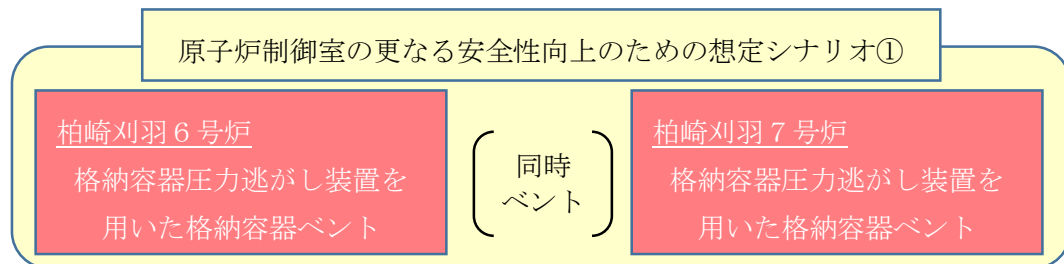 原子炉制御室の更なる安全性向上のための想定シナリオ①
柏崎刈羽６号炉
格納容器圧力逃がし装置を
用いた格納容器ベント
同時
ベント
柏崎刈羽７号炉
格納容器圧力逃がし装置を
用いた格納容器ベント